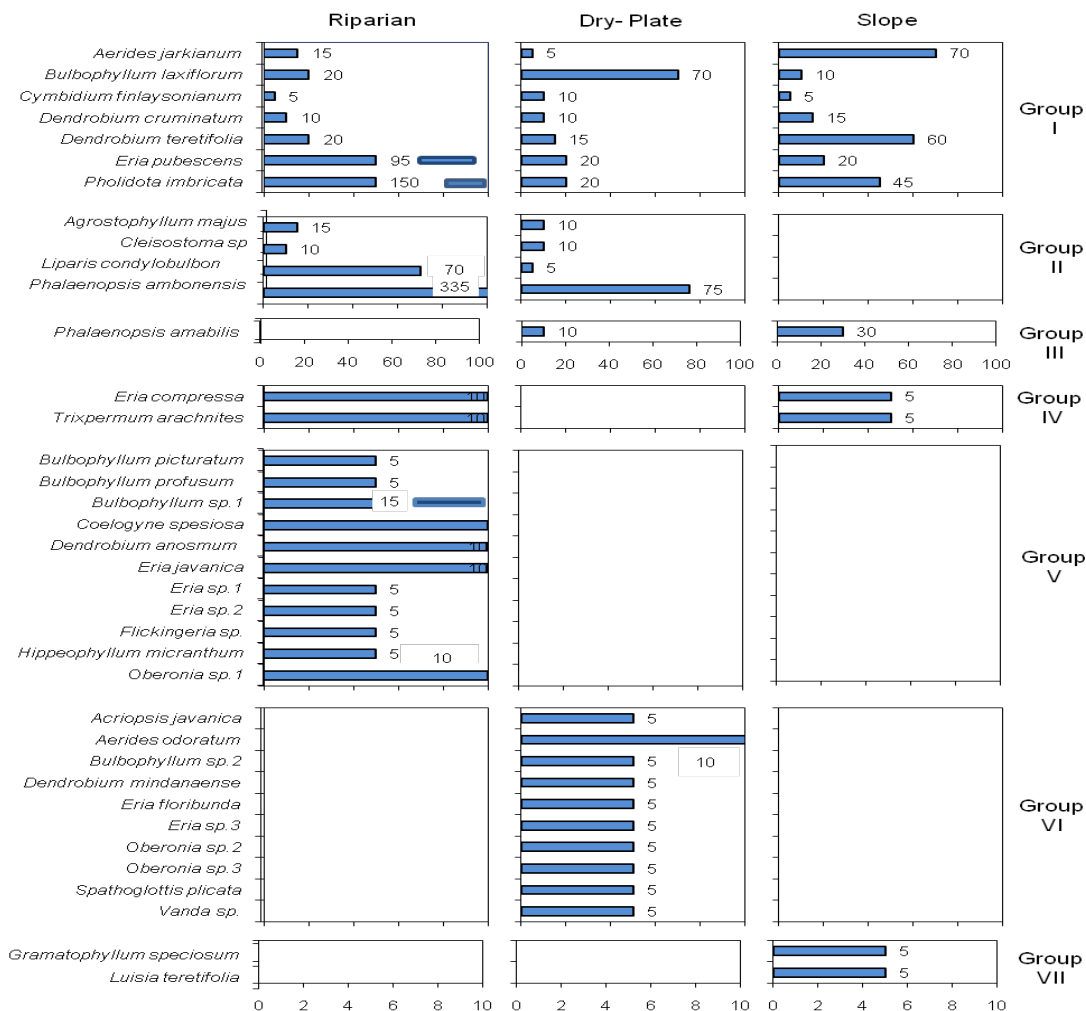 Riparian Dry- Plate Slope
Aerides jarkianum 15 5 70
Bulbophyllum laxiflorum 20 70 10
Cymbidium finlaysonianum 5 10 5
Dendrobium cruminatum 10 10 15
Dendrobium teretifolia 20 15 60
Eria pubescens 95 20 20
Pholidota imbricata 150 20 45
Group
I
Agrostophyllum majus 15 10
Cleisostoma sp 10 10
Liparis condylobulbon 70 5
Phalaenopsis ambonensis 335 75
Group
II
Phalaenopsis amabilis 10 30
Group
III
0 20 40 60 80 100 0 20 40 60 80 100 0 20 40 60 80 100
Eria compressa 10 5
Trixpermum arachnites 10 5
Group
IV
Bulbophyllum picturatum 5
Bulbophyllum profusum 5
Bulbophyllum sp.1 15
Coelogyne spesiosa
Dendrobium anosmum 10
Eria javanica 10
Eria sp.1 5
Eria sp.2 5
Flickingeria sp. 5
Hippeophyllum micranthum 5
Oberonia sp.1 10
Group
V
Acriopsis javanica 5
Aerides odoratum 10
Bulbophyllum sp.2 5
Dendrobium mindanaense 5
Eria floribunda 5
Eria sp.3 5
Oberonia sp.2 5
Oberonia sp.3 5
Spathoglottis plicata 5
Vanda sp. 5
Group
VI
Gramatophyllum speciosum 5
Luisia teretifolia 5
Group
VII
0 2 4 6 8 10 0 2 4 6 8 10 0 2 4 6 8 10